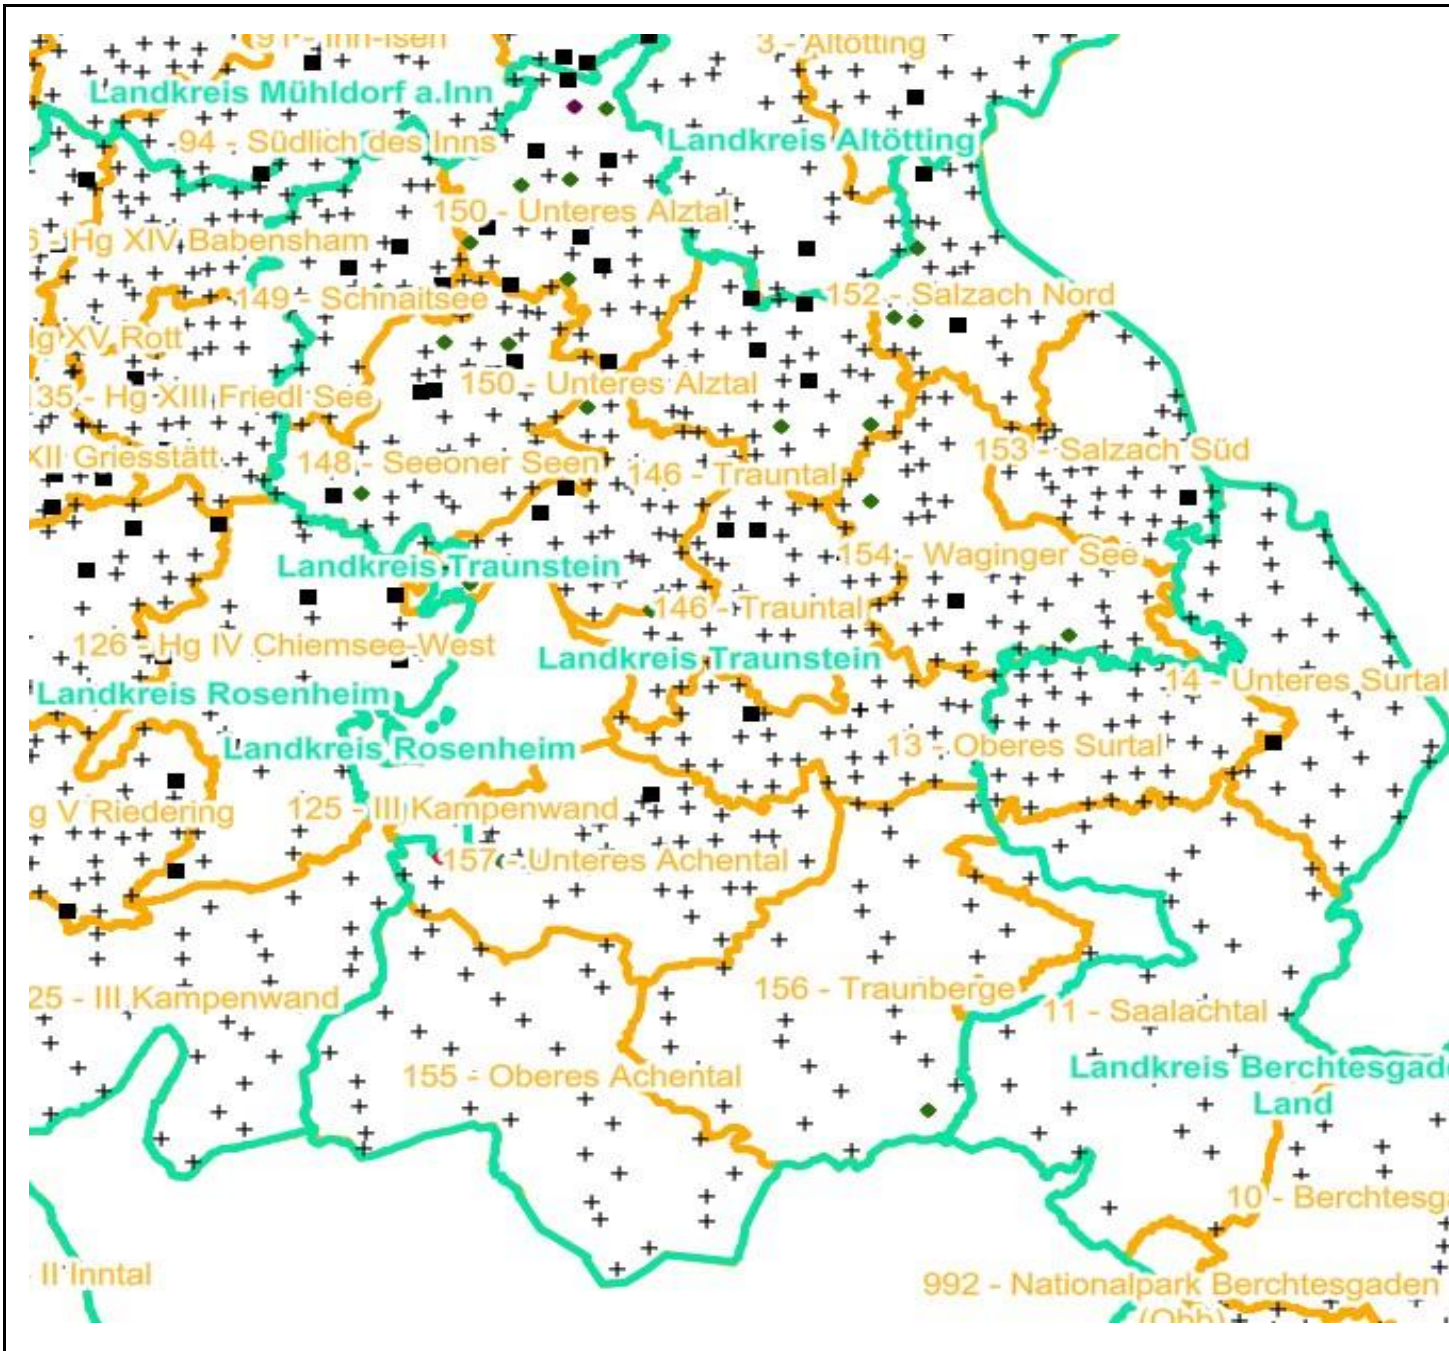 91 - Inn-Isen
3 - Altötting
Landkreis Mühldorf a.Inn
94 - Südlich des Inns
Landkreis Altötting
150 - Unteres Alztal
6 - Hg XIV Babensham
149 - Schnaitsee
152 - Salzach Nord
Hg XV Rott
150 - Unteres Alztal
135 - Hg XIII Friedl See
153 - Salzach Süd
XII Griesstätt
148 - Seeoner Seen
146 - Trauntal
154 - Waginger See
Landkreis Traunstein
146 - Trauntal
126 - Hg IV Chiemsee-West
Landkreis Traunstein
14 - Unteres Surtal
Landkreis Rosenheim
Landkreis Rosenheim
13 - Oberes Surtal
g V Riedering
125 - III Kampenwand
157 - Unteres Achental
25 - III Kampenwand
156 - Traunberge
11 - Saalachtal
155 - Oberes Achental
Landkreis Berchtesgade
Land
10 - Berchtesga
II Inntal
992 - Nationalpark Berchtesgaden
(Obb)